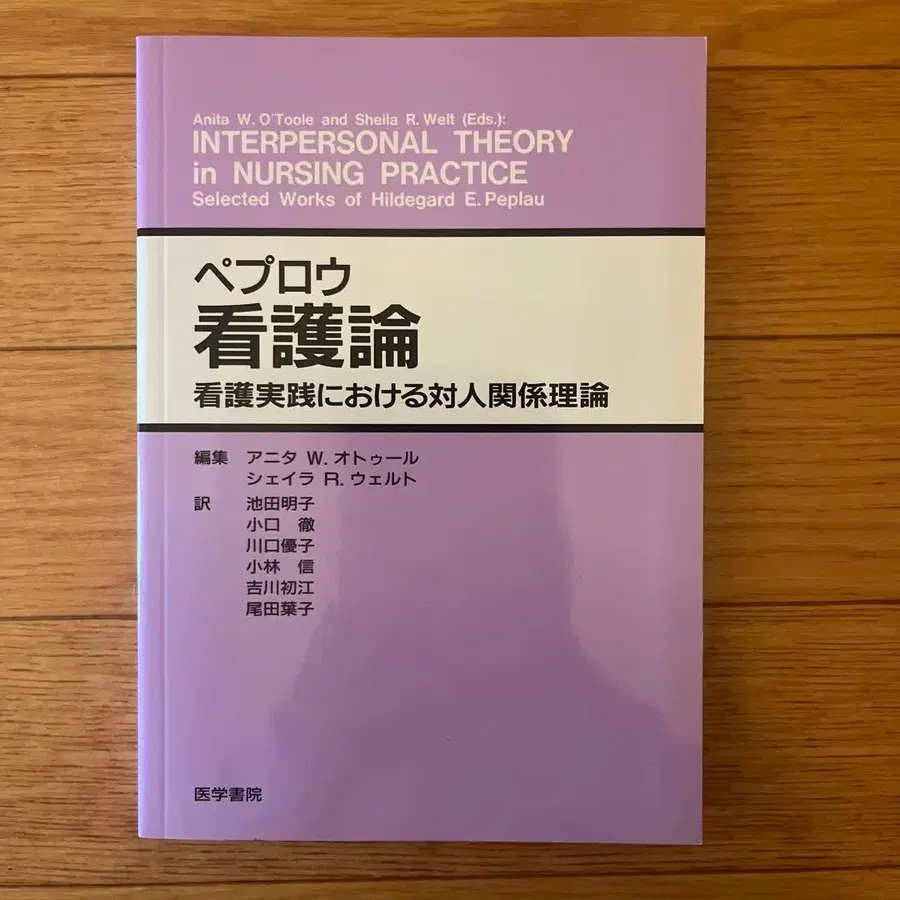 Anita W. O'Toole and Sheila R. Welt (Eds.):
INTERPERSONAL THEORY
in NURSING PRACTICE
Selected Works of Hildegard E. Peplau
ペプロウ
看護論
看護実践における対人関係理論
編集 アニタ W. オトゥール
シェイラ R. ウェルト
訳 池田明子
小口 徹
川口優子
小林 信
吉川初江
尾田葉子
医学書院